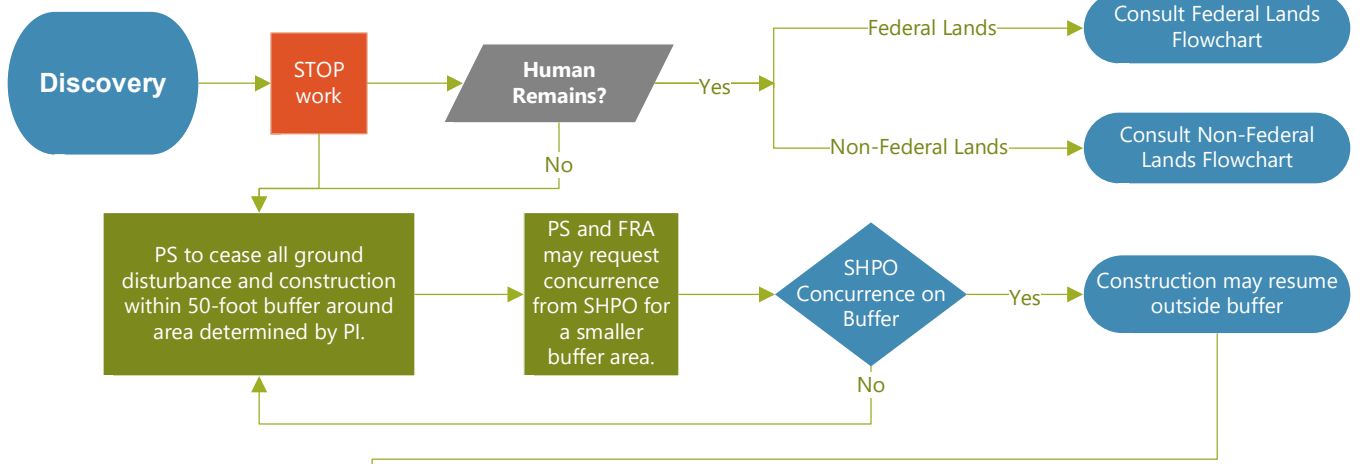 Discovery
STOP
work
Human
Remains?
Yes
Federal Lands
Consult Federal Lands
Flowchart
Non-Federal Lands
Consult Non-Federal
Lands Flowchart
No
PS to cease all ground
disturbance and construction
within 50-foot buffer around
area determined by PI.
PS and FRA
may request
concurrence
from SHPO for
a smaller
buffer area.
SHPO
Concurrence on
Buffer
Yes
Construction may resume
outside buffer
No